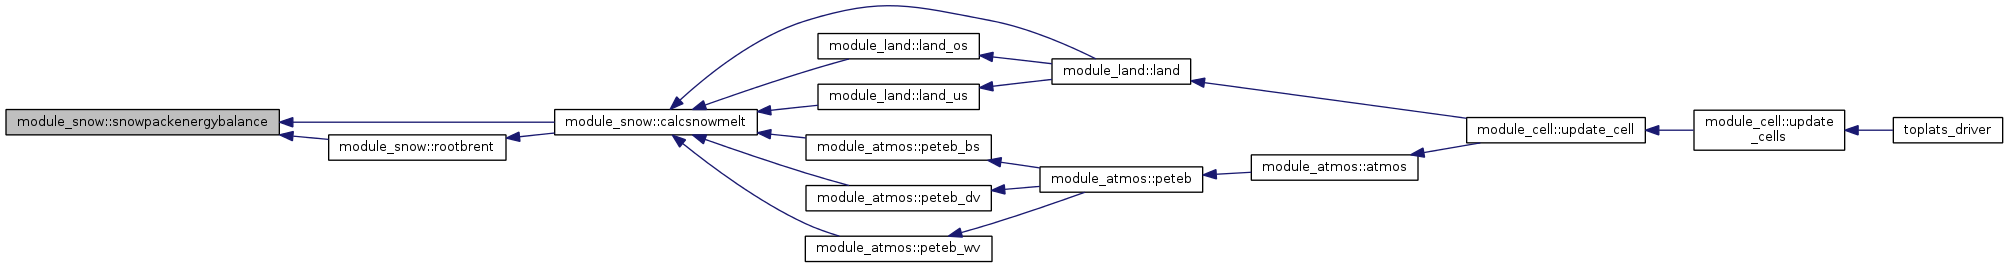 module_snow::snowpackenergybalance
module_snow::rootbrent
module_snow::calcsnowmelt
module_land::land_os
module_land::land_us
module_atmos::peteb_bs
module_atmos::peteb_dv
module_atmos::peteb_wv
module_land::land
module_atmos::peteb
module_atmos::atmos
module_cell::update_cell
module_cell::update
_cells
toplats_driver